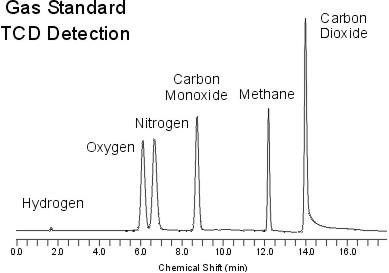 Gas Standard
TCD Detection
Carbon
Dioxide
Carbon
Monoxide
Methane
Nitrogen
Oxygen
Hydrogen
0.0 2.0 4.0 6.0 8.0 10.0 12.0 14.0 16.0
Chemical Shift (min)